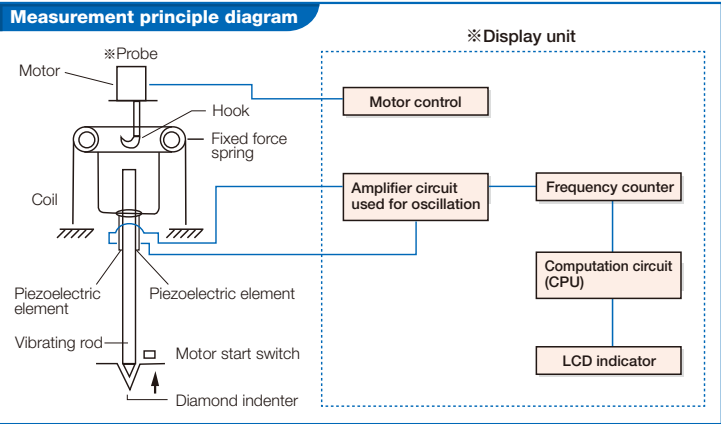 Measurement principle diagram
※Display unit
※Probe
Motor
Hook
Fixed force
spring
Coil
Piezoelectric
element
Piezoelectric element
Vibrating rod
Motor start switch
Diamond indenter
Motor control
Amplifier circuit
used for oscillation
Frequency counter
Computation circuit
(CPU)
LCD indicator